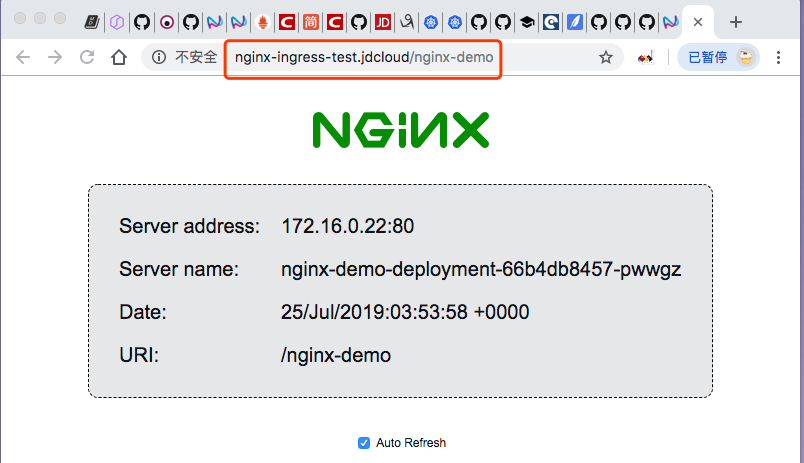 不安全 nginx-ingress-test.jdcloud/nginx-demo 已暂停
NGiNX
Server address: 172.16.0.22:80
Server name: nginx-demo-deployment-66b4db8457-pwwgz
Date: 25/Jul/2019:03:53:58 +0000
URI: /nginx-demo
Auto Refresh